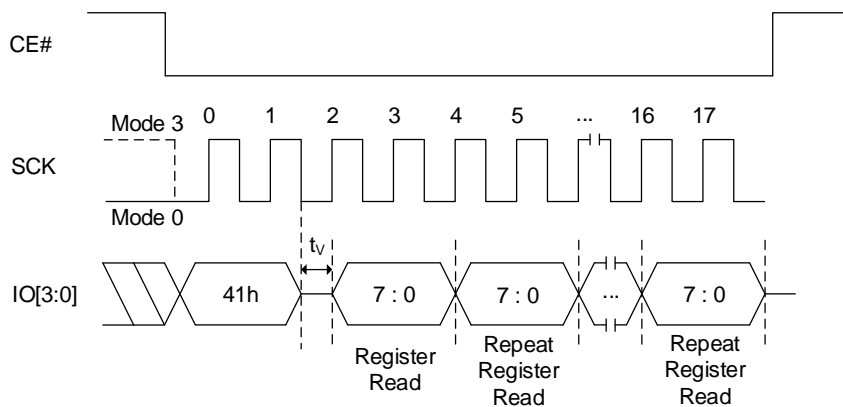 CE#
Mode 3 0 1 2 3 4 5 ... 16 17
SCK
Mode 0
tV
IO[3:0] 41h 7 : 0 7 : 0 ... 7 : 0
Register
Read
Repeat
Register
Read
Repeat
Register
Read